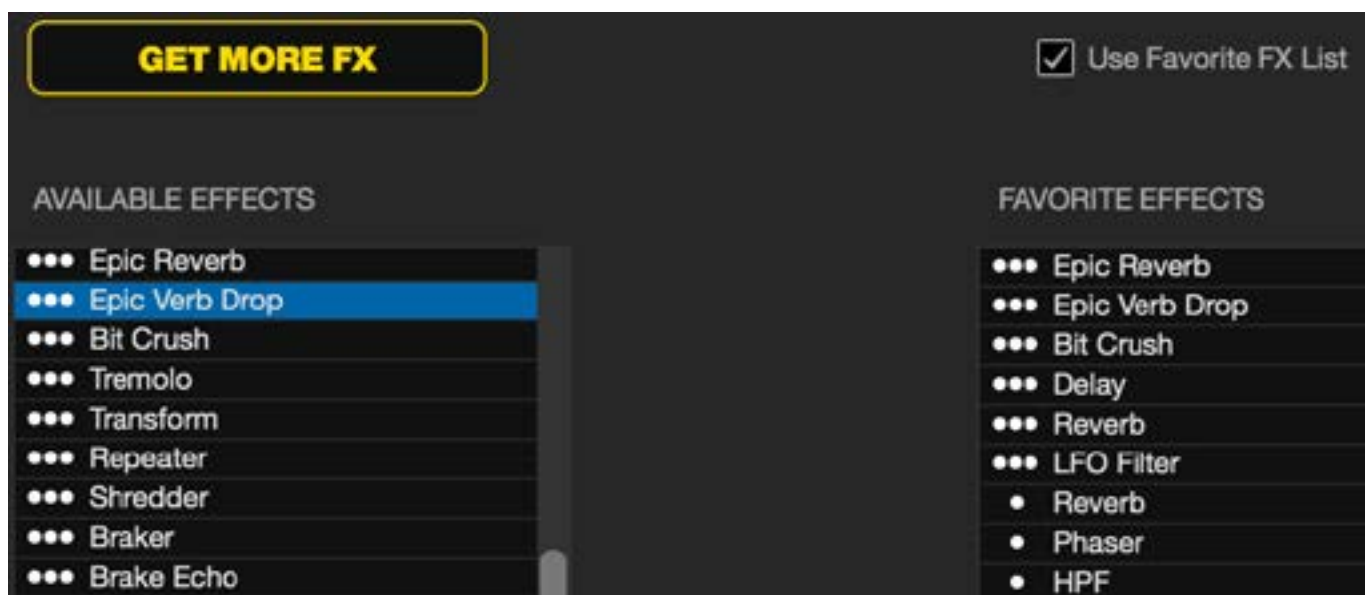 GET MORE FX
Use Favorite FX List
AVAILABLE EFFECTS
Epic Reverb
Epic Verb Drop
Bit Crush
Tremolo
Transform
Repeater
Shredder
Braker
Brake Echo
FAVORITE EFFECTS
Epic Reverb
Epic Verb Drop
Bit Crush
Delay
Reverb
LFO Filter
Reverb
Phaser
HPF